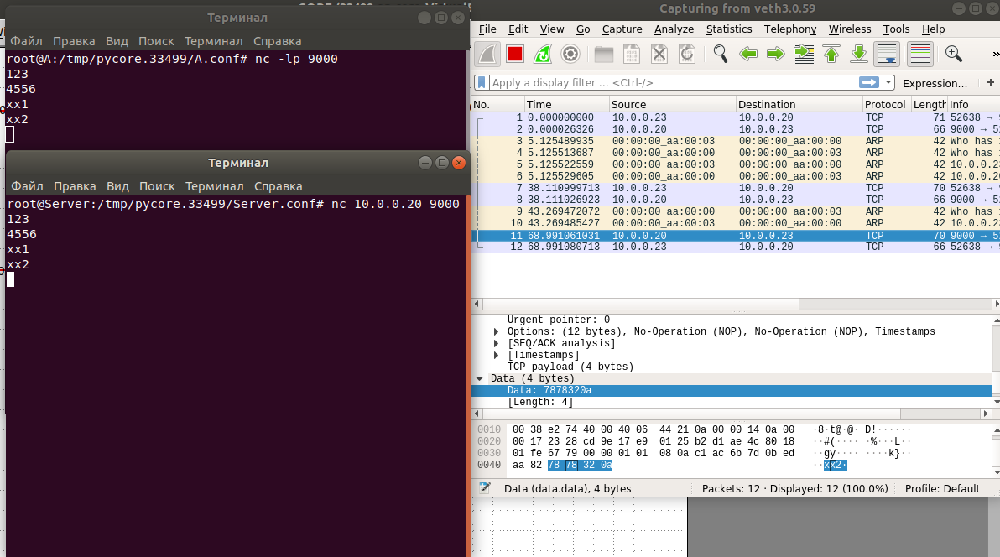 Терминал
Файл Правка Вид Поиск Терминал Справка
root@A:/tmp/pycore.33499/A.conf# nc -lp 9000
123
4556
xx1
xx2
Терминал
Файл Правка Вид Поиск Терминал Справка
root@Server:/tmp/pycore.33499/Server.conf# nc 10.0.0.20 9000
123
4556
xx1
xx2
Capturing from veth3.0.59
File Edit View Go Capture Analyze Statistics Telephony Wireless Tools Help
Apply a display filter … <Ctrl-/> Expression… +
No. Time Source Destination Protocol Length Info
1 0.000000000 10.0.0.23 10.0.0.20 TCP 71 52638 →
2 0.000026326 10.0.0.20 10.0.0.23 TCP 66 9000 → 5
3 5.125489935 00:00:00_aa:00:03 00:00:00_aa:00:00 ARP 42 Who has
4 5.125513687 00:00:00_aa:00:00 00:00:00_aa:00:03 ARP 42 Who has
5 5.125522559 00:00:00_aa:00:03 00:00:00_aa:00:00 ARP 42 10.0.0.2
6 5.125529605 00:00:00_aa:00:00 00:00:00_aa:00:03 ARP 42 10.0.0.2
7 38.110999713 10.0.0.23 10.0.0.20 TCP 70 52638 →
8 38.111026923 10.0.0.20 10.0.0.23 TCP 66 9000 → 5
9 43.269472072 00:00:00_aa:00:00 00:00:00_aa:00:03 ARP 42 Who has
10 43.269485427 00:00:00_aa:00:03 00:00:00_aa:00:00 ARP 42 10.0.0.2
11 68.991061031 10.0.0.20 10.0.0.23 TCP 70 9000 → 5
12 68.991080713 10.0.0.23 10.0.0.20 TCP 66 52638 →
Urgent pointer: 0
Options: (12 bytes), No-Operation (NOP), No-Operation (NOP), Timestamps
[SEQ/ACK analysis]
[Timestamps]
TCP payload (4 bytes)
Data (4 bytes)
Data: 7878320a
[Length: 4]
0010 00 38 e2 74 40 00 40 06 44 21 0a 00 00 14 0a 00 ·8·t@·@· D!······
0020 00 17 23 28 cd 9e 17 e9 01 25 b2 d1 ae 4c 80 18 ··#(···· ·%···L··
0030 01 fe 67 79 00 00 01 01 08 0a c1 ac 6b 7d 0b ed ··gy···· ····k}··
0040 aa 82 78 78 32 0a ··xx2·
Data (data.data), 4 bytes Packets: 12 · Displayed: 12 (100.0%) Profile: Default